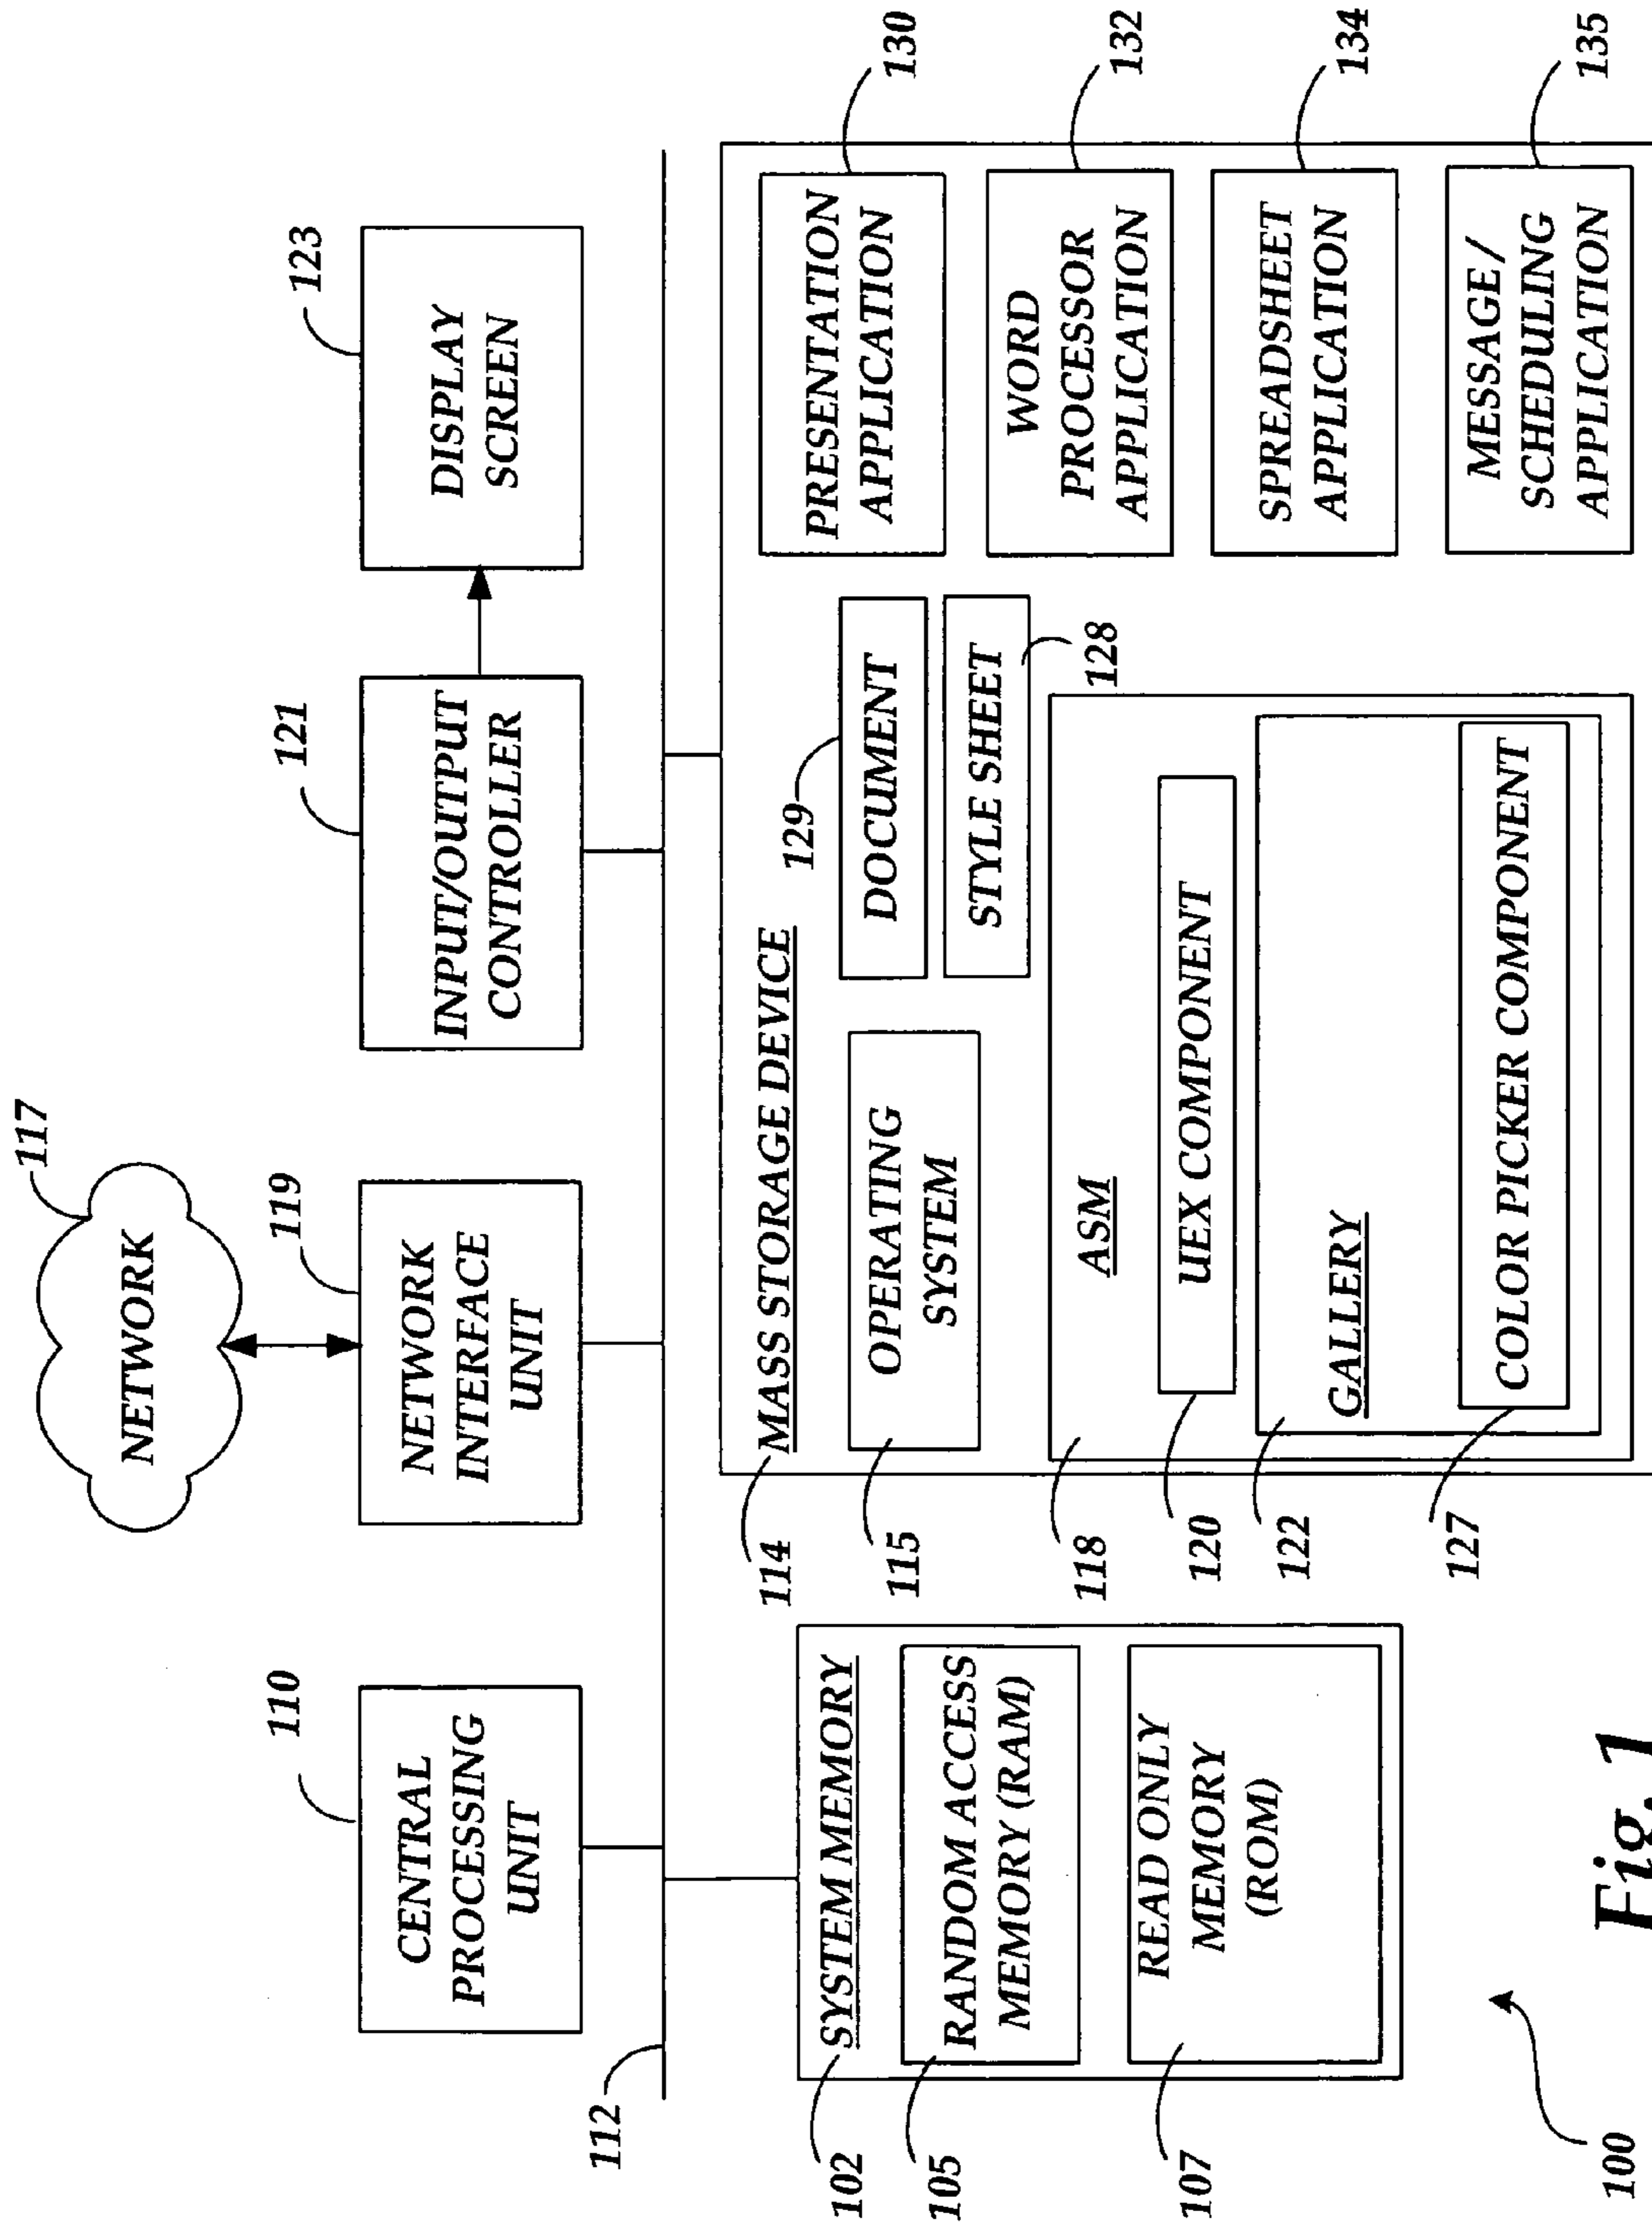 NETWORK
117
110
CENTRAL
PROCESSING
UNIT
119
NETWORK
INTERFACE
UNIT
121
INPUT/OUTPUT
CONTROLLER
123
DISPLAY
SCREEN
112
102
SYSTEM MEMORY
105
RANDOM ACCESS
MEMORY (RAM)
107
READ ONLY
MEMORY
(ROM)
114
MASS STORAGE DEVICE
115
OPERATING
SYSTEM
129
DOCUMENT
STYLE SHEET
128
118
ASM
120
UEX COMPONENT
122
GALLERY
127
COLOR PICKER COMPONENT
PRESENTATION
APPLICATION
130
WORD
PROCESSOR
APPLICATION
132
SPREADSHEET
APPLICATION
134
MESSAGE/
SCHEDULING
APPLICATION
135
100
Fig. 1